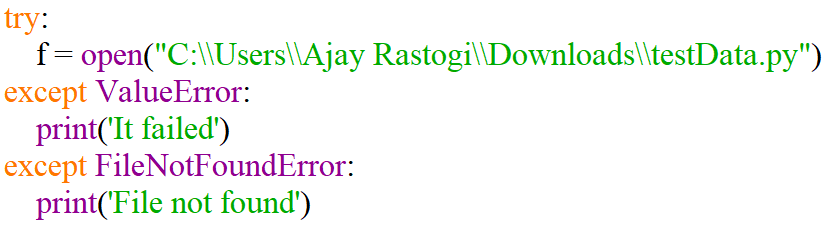 try:
    f = open("C:\\Users\\Ajay Rastogi\\Downloads\\testData.py")
except ValueError:
    print('It failed')
except FileNotFoundError:
    print('File not found')